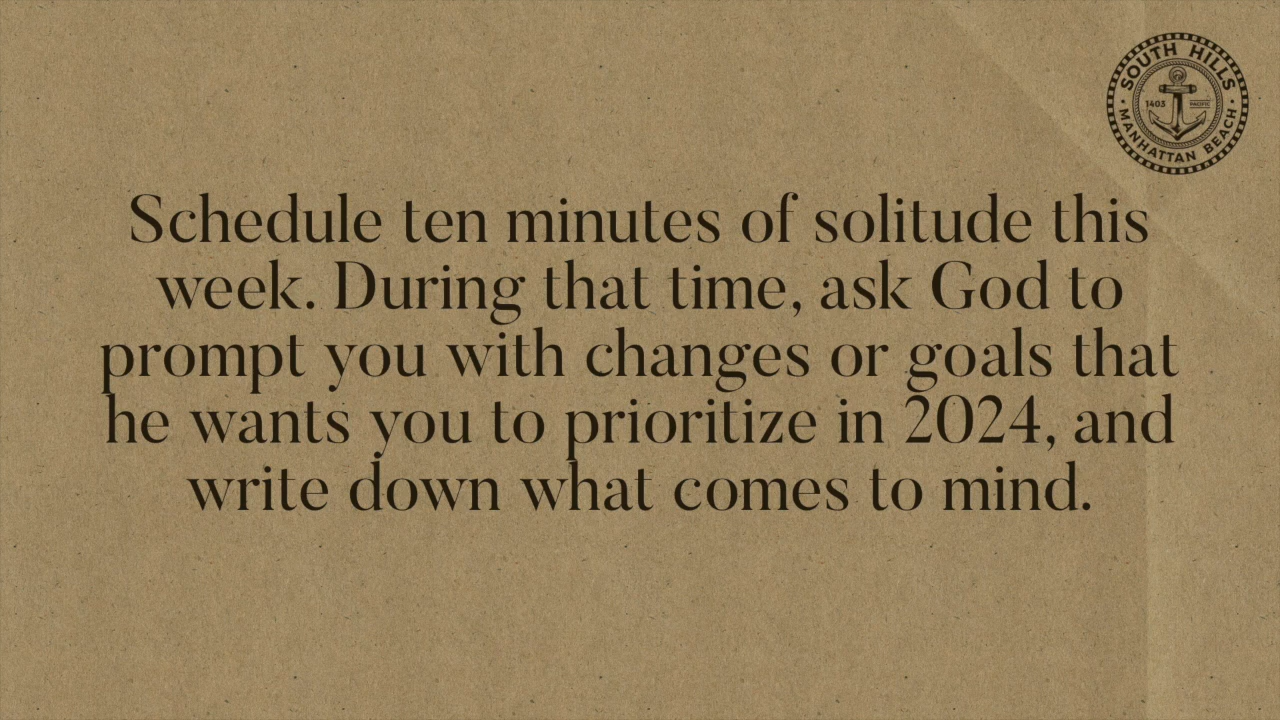 SOUTH HILLS
1403 PACIFIC
MANHATTAN BEACH
Schedule ten minutes of solitude this
week. During that time, ask God to
prompt you with changes or goals that
he wants you to prioritize in 2024, and
write down what comes to mind.